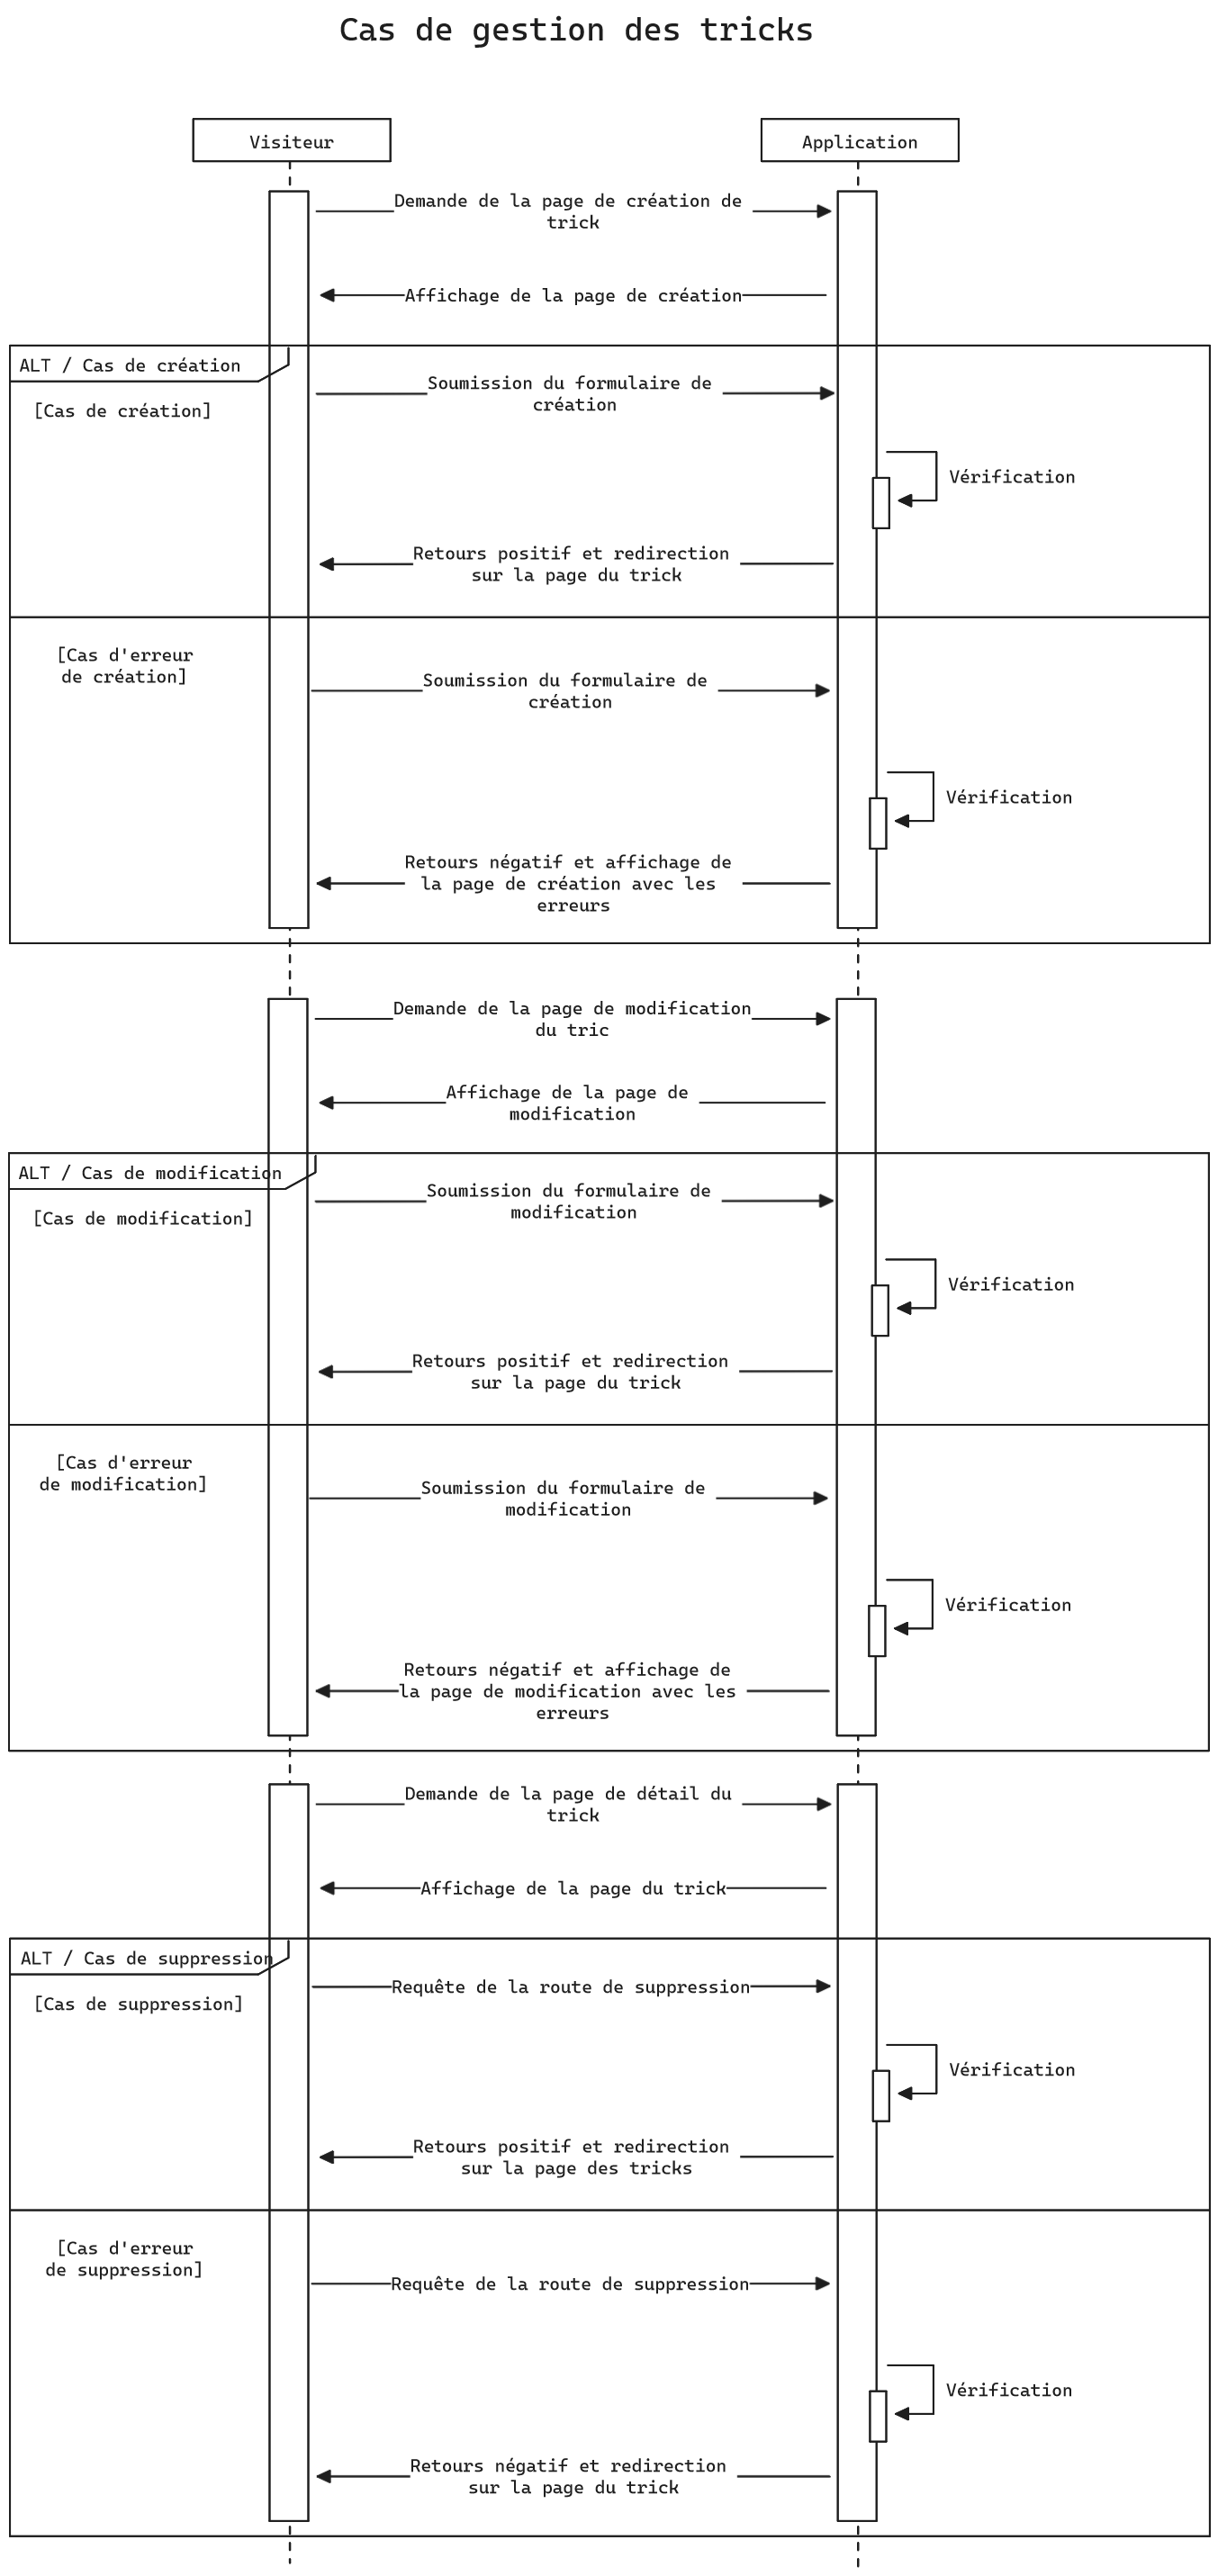 Cas de gestion des tricks
Visiteur
Application
Demande de la page de création de
trick
Affichage de la page de création
ALT / Cas de création
[Cas de création]
Soumission du formulaire de
création
Vérification
Retours positif et redirection
sur la page du trick
[Cas d'erreur
de création]
Soumission du formulaire de
création
Vérification
Retours négatif et affichage de
la page de création avec les
erreurs
Demande de la page de modification
du tric
Affichage de la page de
modification
ALT / Cas de modification
[Cas de modification]
Soumission du formulaire de
modification
Vérification
Retours positif et redirection
sur la page du trick
[Cas d'erreur
de modification]
Soumission du formulaire de
modification
Vérification
Retours négatif et affichage de
la page de modification avec les
erreurs
Demande de la page de détail du
trick
Affichage de la page du trick
ALT / Cas de suppression
[Cas de suppression]
Requête de la route de suppression
Vérification
Retours positif et redirection
sur la page des tricks
[Cas d'erreur
de suppression]
Requête de la route de suppression
Vérification
Retours négatif et redirection
sur la page du trick